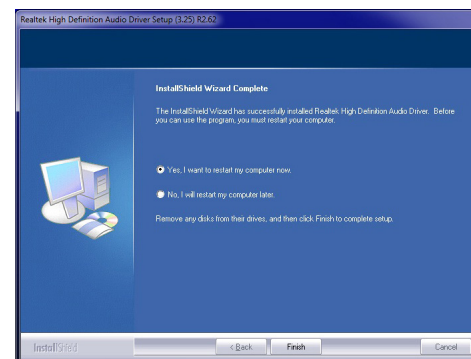 Realtek High Definition Audio Driver Setup (3.25) R2.62
InstallShield Wizard Complete
The InstallShield Wizard has successfully installed Realtek High Definition Audio Driver. Before
you can use the program, you must restart your computer.
Yes, I want to restart my computer now.
No, I will restart my computer later.
Remove any disks from their drives, and then click Finish to complete setup.
InstallShield
< Back
Finish
Cancel